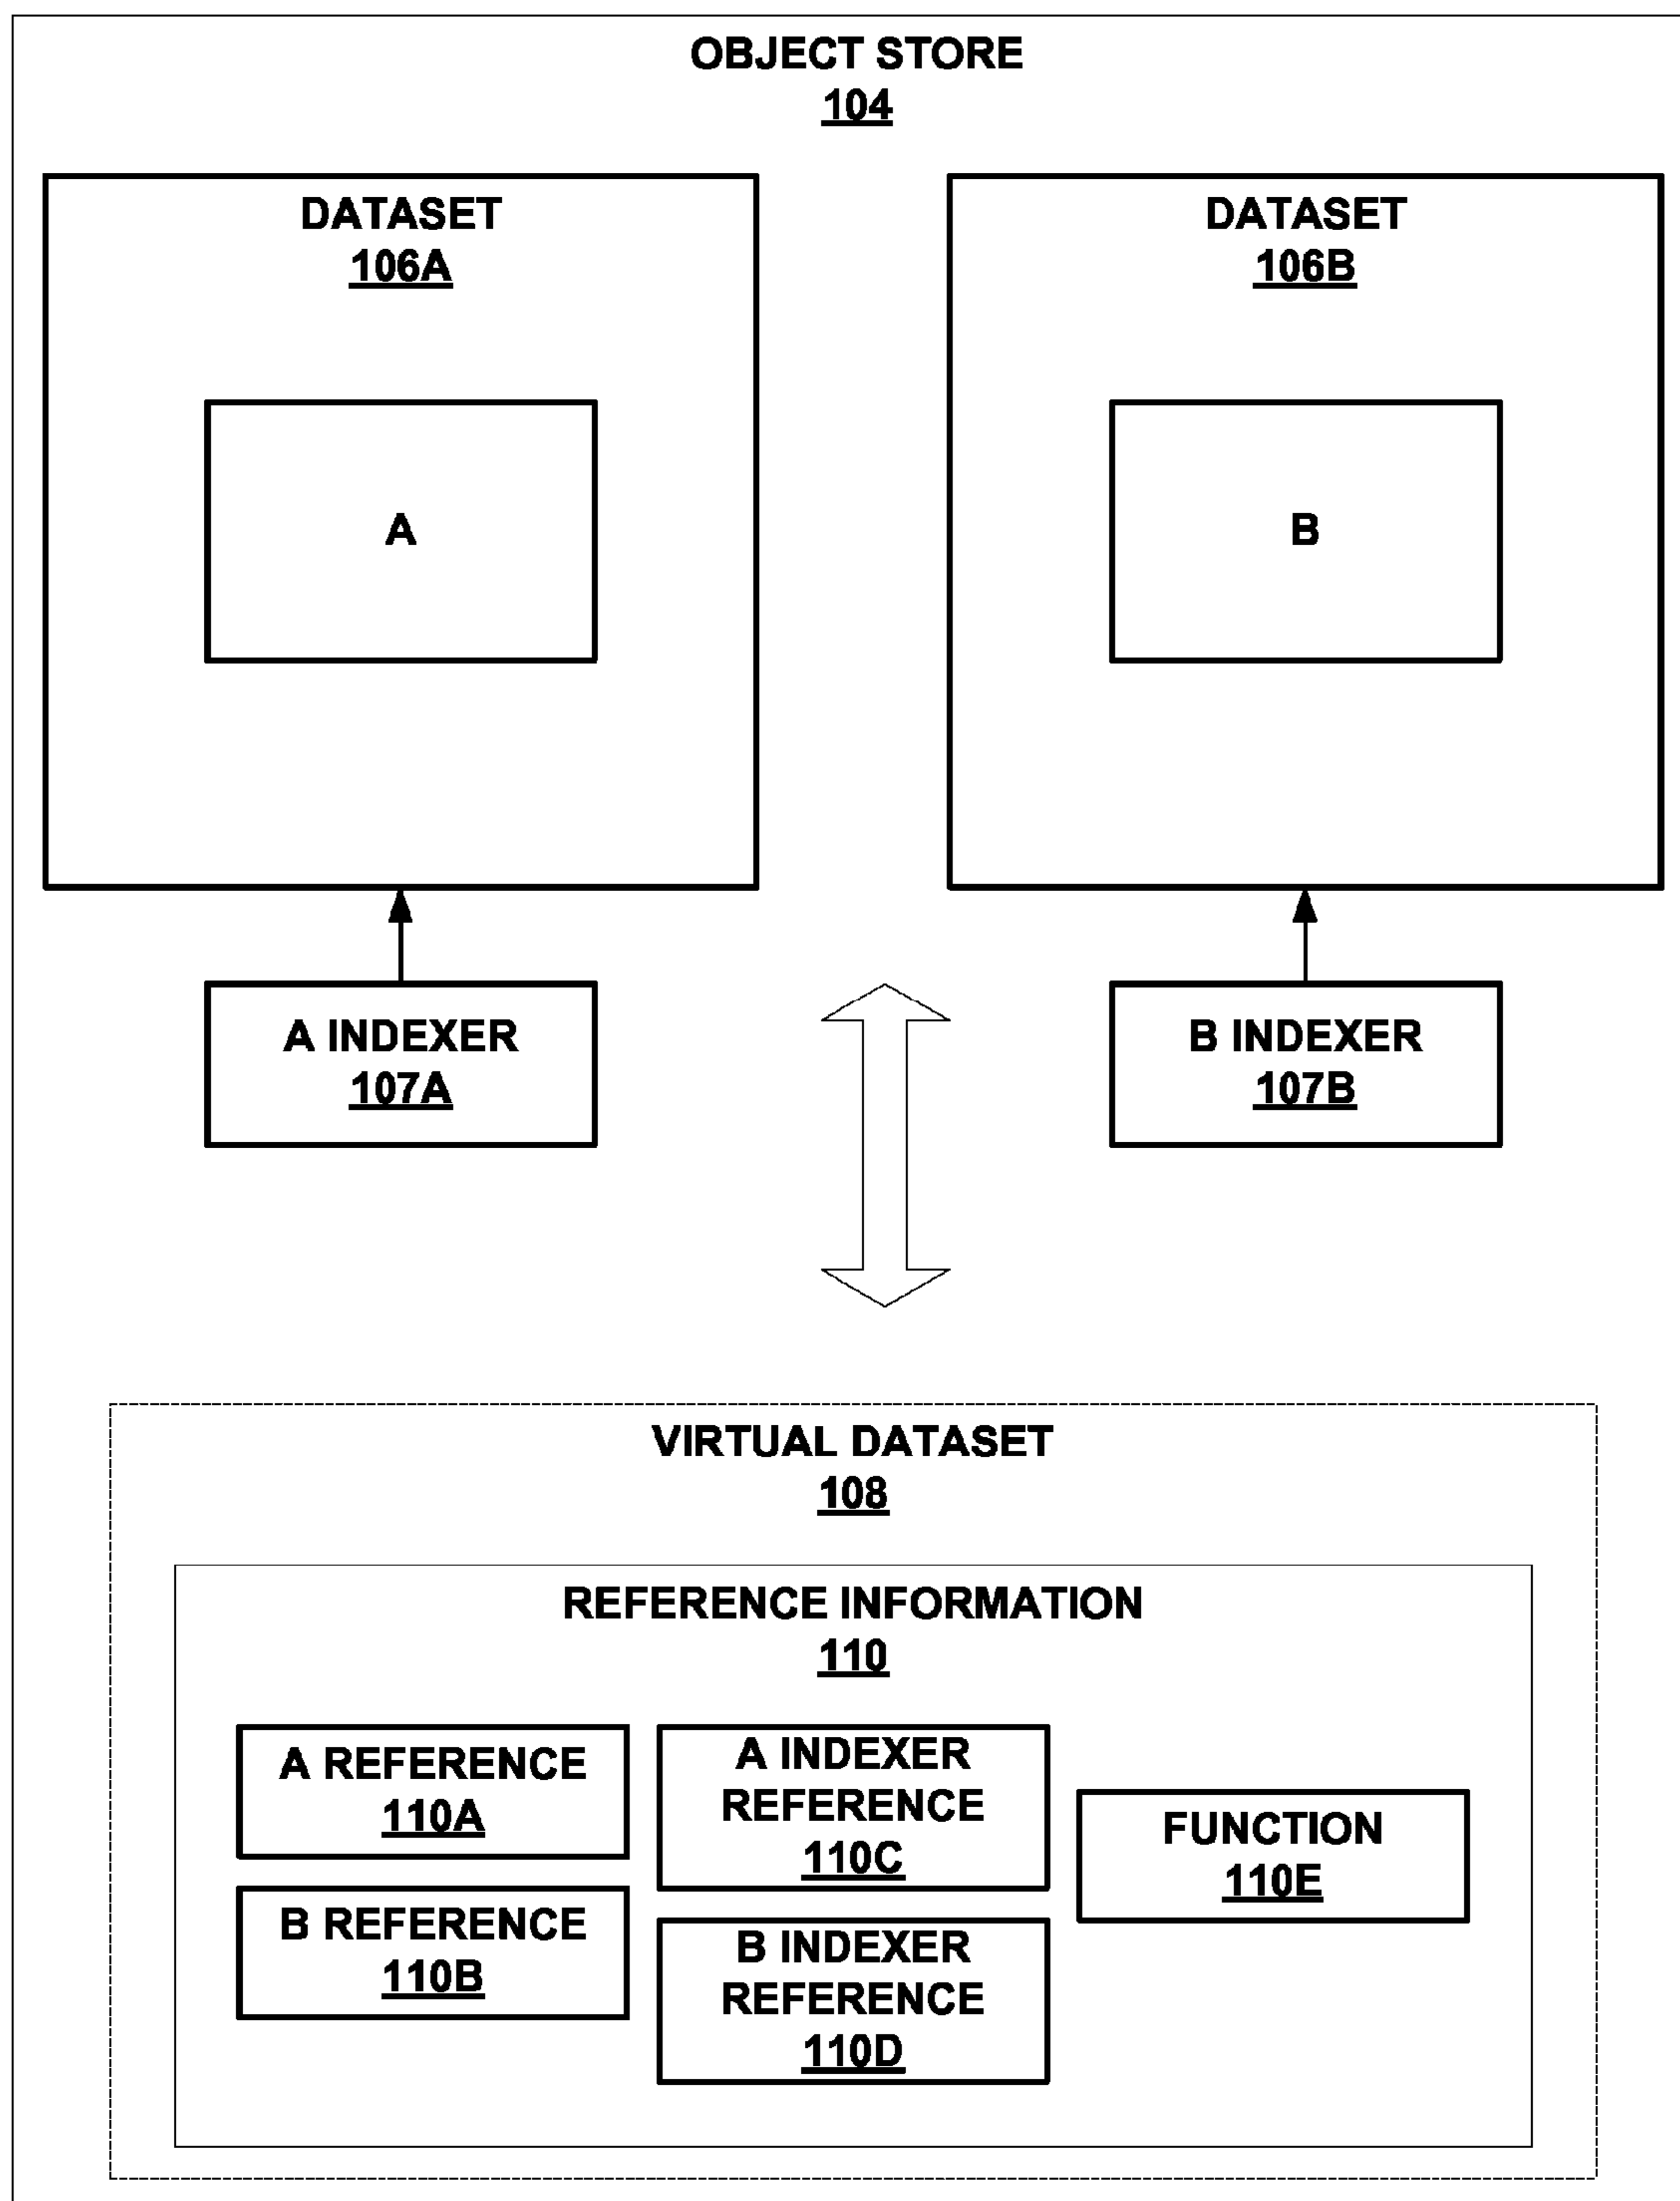 OBJECT STORE
104
DATASET
106A
A
DATASET
106B
B
A INDEXER
107A
B INDEXER
107B
VIRTUAL DATASET
108
REFERENCE INFORMATION
110
A REFERENCE
110A
B REFERENCE
110B
A INDEXER
REFERENCE
110C
B INDEXER
REFERENCE
110D
FUNCTION
110E